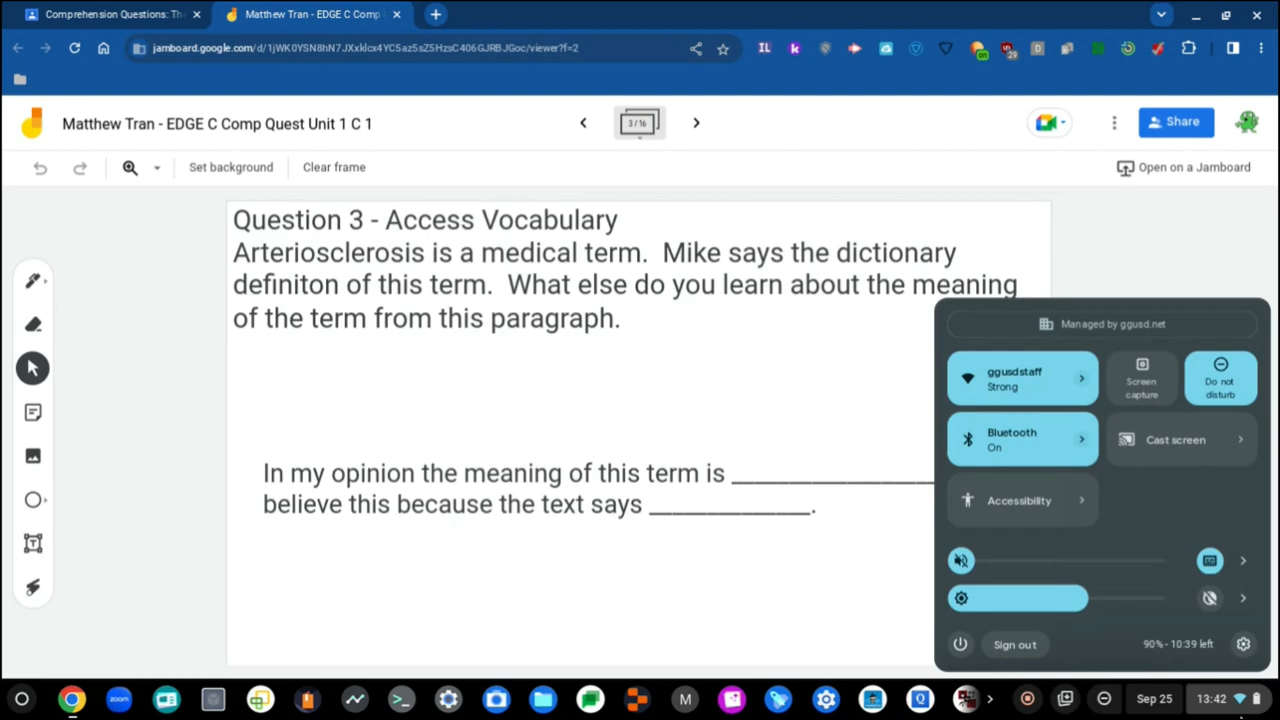 Comprehension Questions: Th
Matthew Tran - EDGE C Comp
jamboard.google.com/d/1jWK0YSN8hN7JXxklcx4YC5az5sZ5HzsC406GJRBJGoc/viewer?f=2
Matthew Tran - EDGE C Comp Quest Unit 1 C 1
3 / 16
Share
Set background
Clear frame
Open on a Jamboard
Question 3 - Access Vocabulary
Arteriosclerosis is a medical term. Mike says the dictionary
definiton of this term. What else do you learn about the meaning
of the term from this paragraph.
In my opinion the meaning of this term is __________________
believe this because the text says ______________.
Managed by ggusd.net
ggusdstaff
Strong
Screen
capture
Do not
disturb
Bluetooth
On
Cast screen
Accessibility
Sign out
90% - 10:39 left
zoom
M
Sep 25
13:42